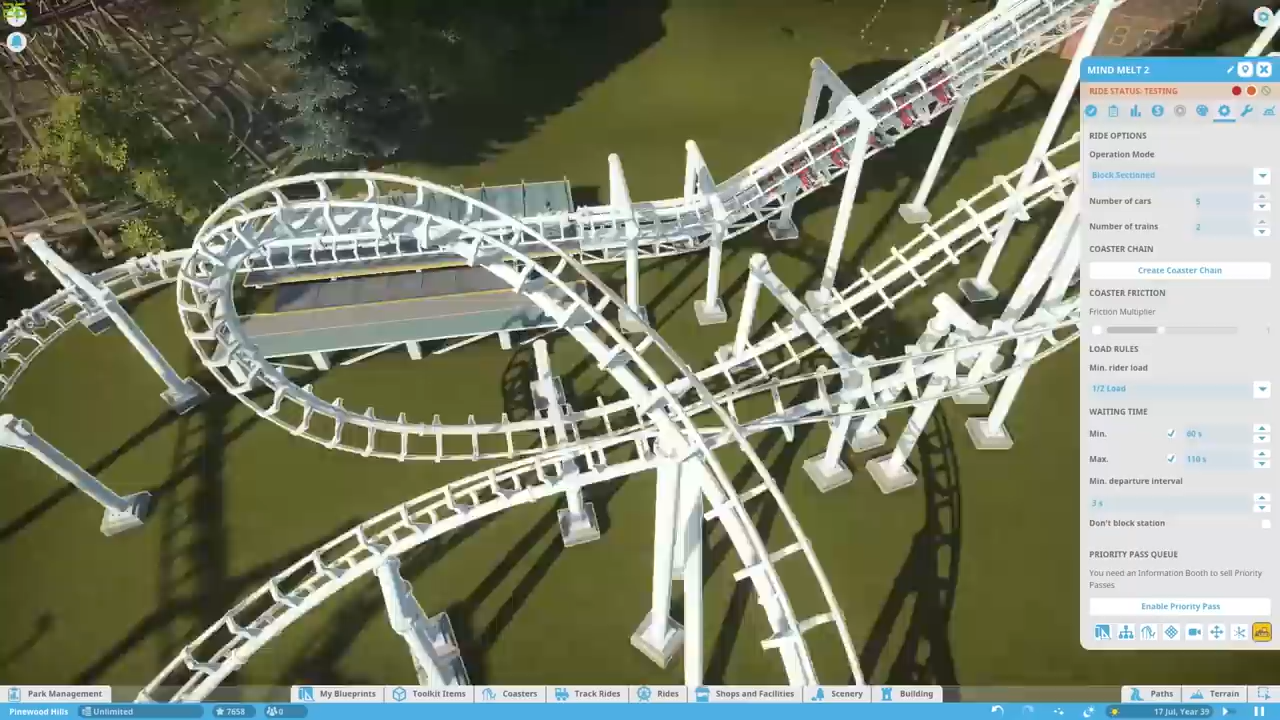 25
MIND MELT 2
RIDE STATUS: TESTING
RIDE OPTIONS
Operation Mode
Block Sectioned
Number of cars 5
Number of trains 2
COASTER CHAIN
Create Coaster Chain
COASTER FRICTION
Friction Multiplier
1
LOAD RULES
Min. rider load
1/2 Load
WAITING TIME
Min. 60 s
Max. 110 s
Min. departure interval
3 s
Don't block station
PRIORITY PASS QUEUE
You need an Information Booth to sell Priority
Passes
Enable Priority Pass
Park Management My Blueprints Toolkit Items Coasters Track Rides Rides Shops and Facilities Scenery Building Paths Terrain
Pinewood Hills Unlimited 7658 0 17 Jul, Year 39